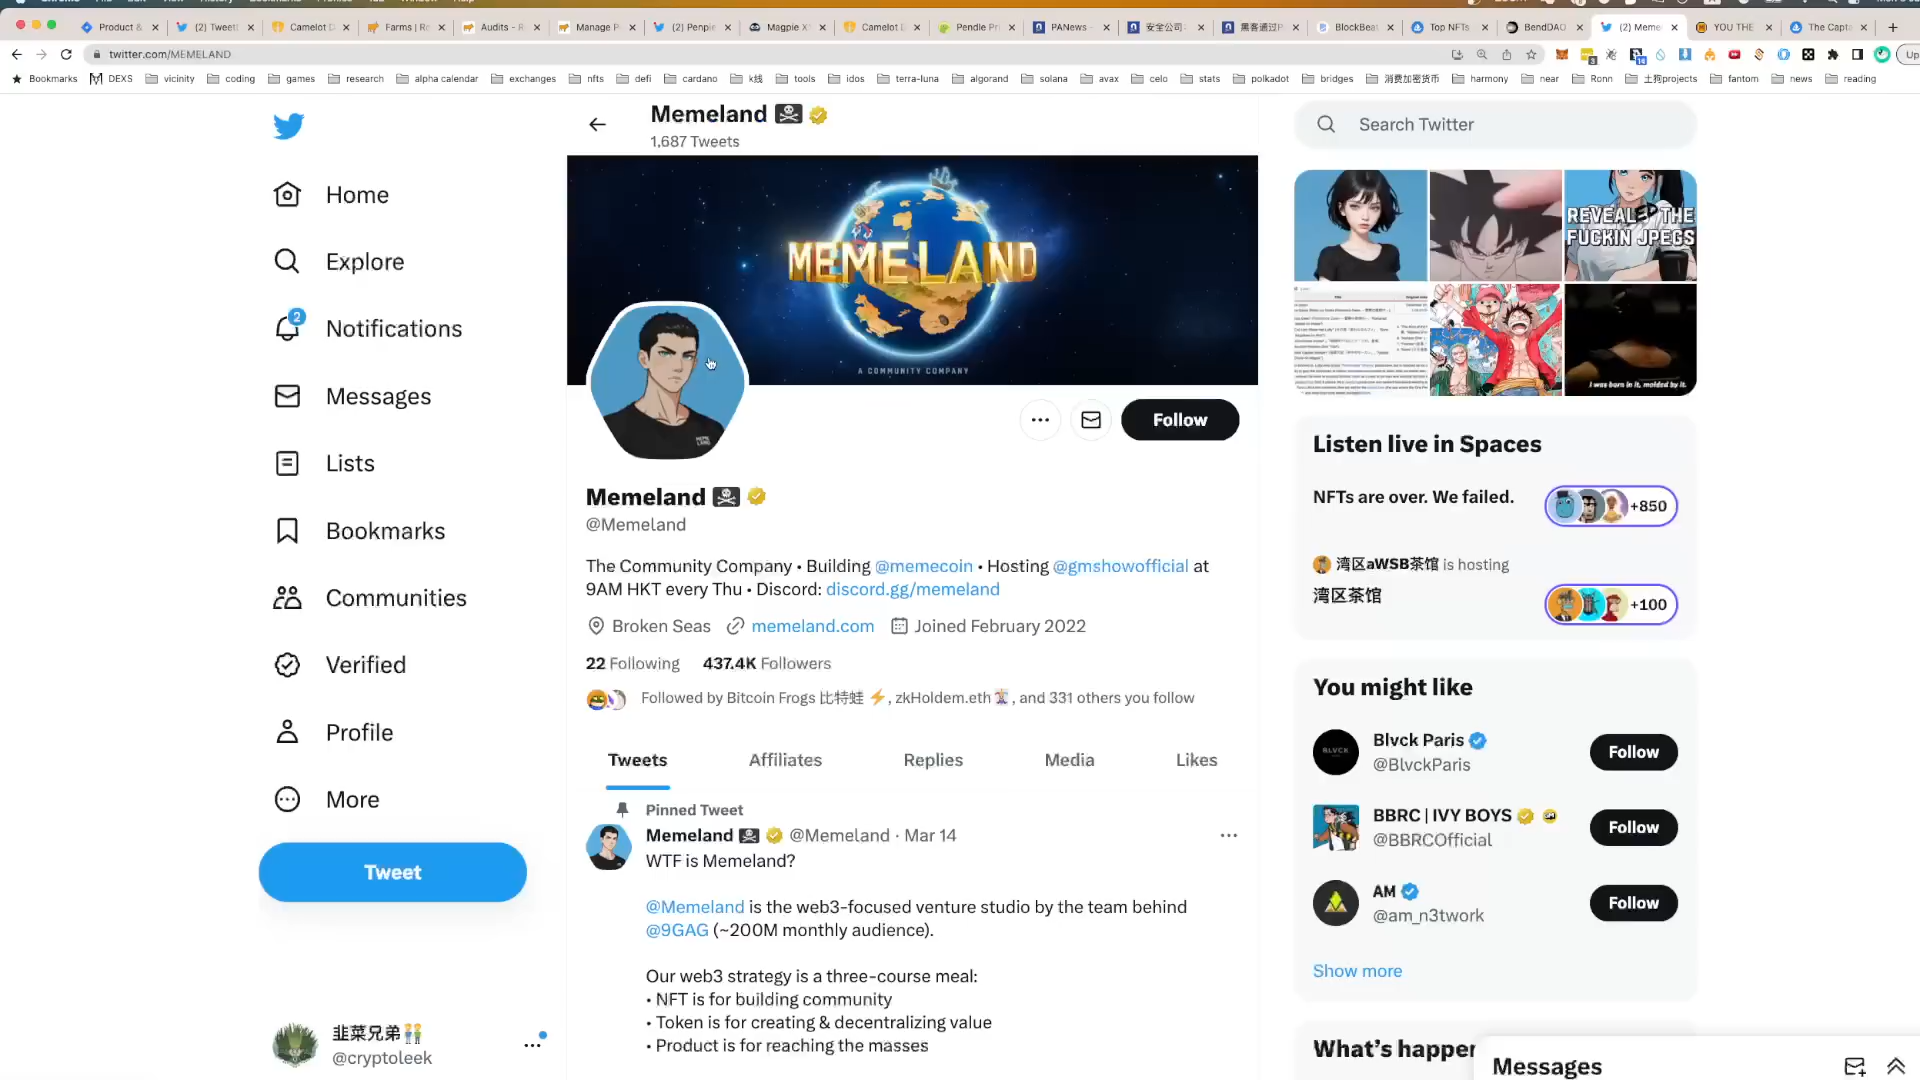 Product &
(2) Tweet
Camelot D
Farms | Re
Audits - R
Manage P
(2) Penpie
Magpie X
Camelot D
Pendle Pri
PANews
安全公司
黑客通过P
BlockBeat
Top NFTs
BendDAO
(2) Meme
YOU THE
The Capta
twitter.com/MEMELAND
Bookmarks
DEXS
vicinity
coding
games
research
alpha calendar
exchanges
nfts
defi
cardano
k线
tools
idos
terra-luna
algorand
solana
avax
celo
stats
polkadot
bridges
消费加密货币
harmony
near
Ronn
土狗projects
fantom
news
reading
Memeland
1,687 Tweets
Search Twitter
Home
Explore
2
Notifications
Messages
Lists
Bookmarks
Communities
Verified
Profile
More
Tweet
韭菜兄弟
@cryptoleek
MEMELAND
A COMMUNITY COMPANY
MEME
LAND
Follow
Memeland
@Memeland
The Community Company • Building @memecoin • Hosting @gmshowofficial at
9AM HKT every Thu • Discord: discord.gg/memeland
Broken Seas memeland.com Joined February 2022
22 Following 437.4K Followers
Followed by Bitcoin Frogs 比特蛙 ⚡, zkHoldem.eth, and 331 others you follow
Tweets
Affiliates
Replies
Media
Likes
Pinned Tweet
Memeland @Memeland · Mar 14
WTF is Memeland?
@Memeland is the web3-focused venture studio by the team behind
@9GAG (~200M monthly audience).
Our web3 strategy is a three-course meal:
• NFT is for building community
• Token is for creating & decentralizing value
• Product is for reaching the masses
REVEALED THE
FUCKIN JPEGS
I was born in it, molded by it.
Listen live in Spaces
NFTs are over. We failed.
+850
湾区aWSB茶馆 is hosting
湾区茶馆
+100
You might like
BLVCK
Blvck Paris
@BlvckParis
Follow
BBRC | IVY BOYS
@BBRCOfficial
Follow
AM
@am_n3twork
Follow
Show more
What's happer
Messages